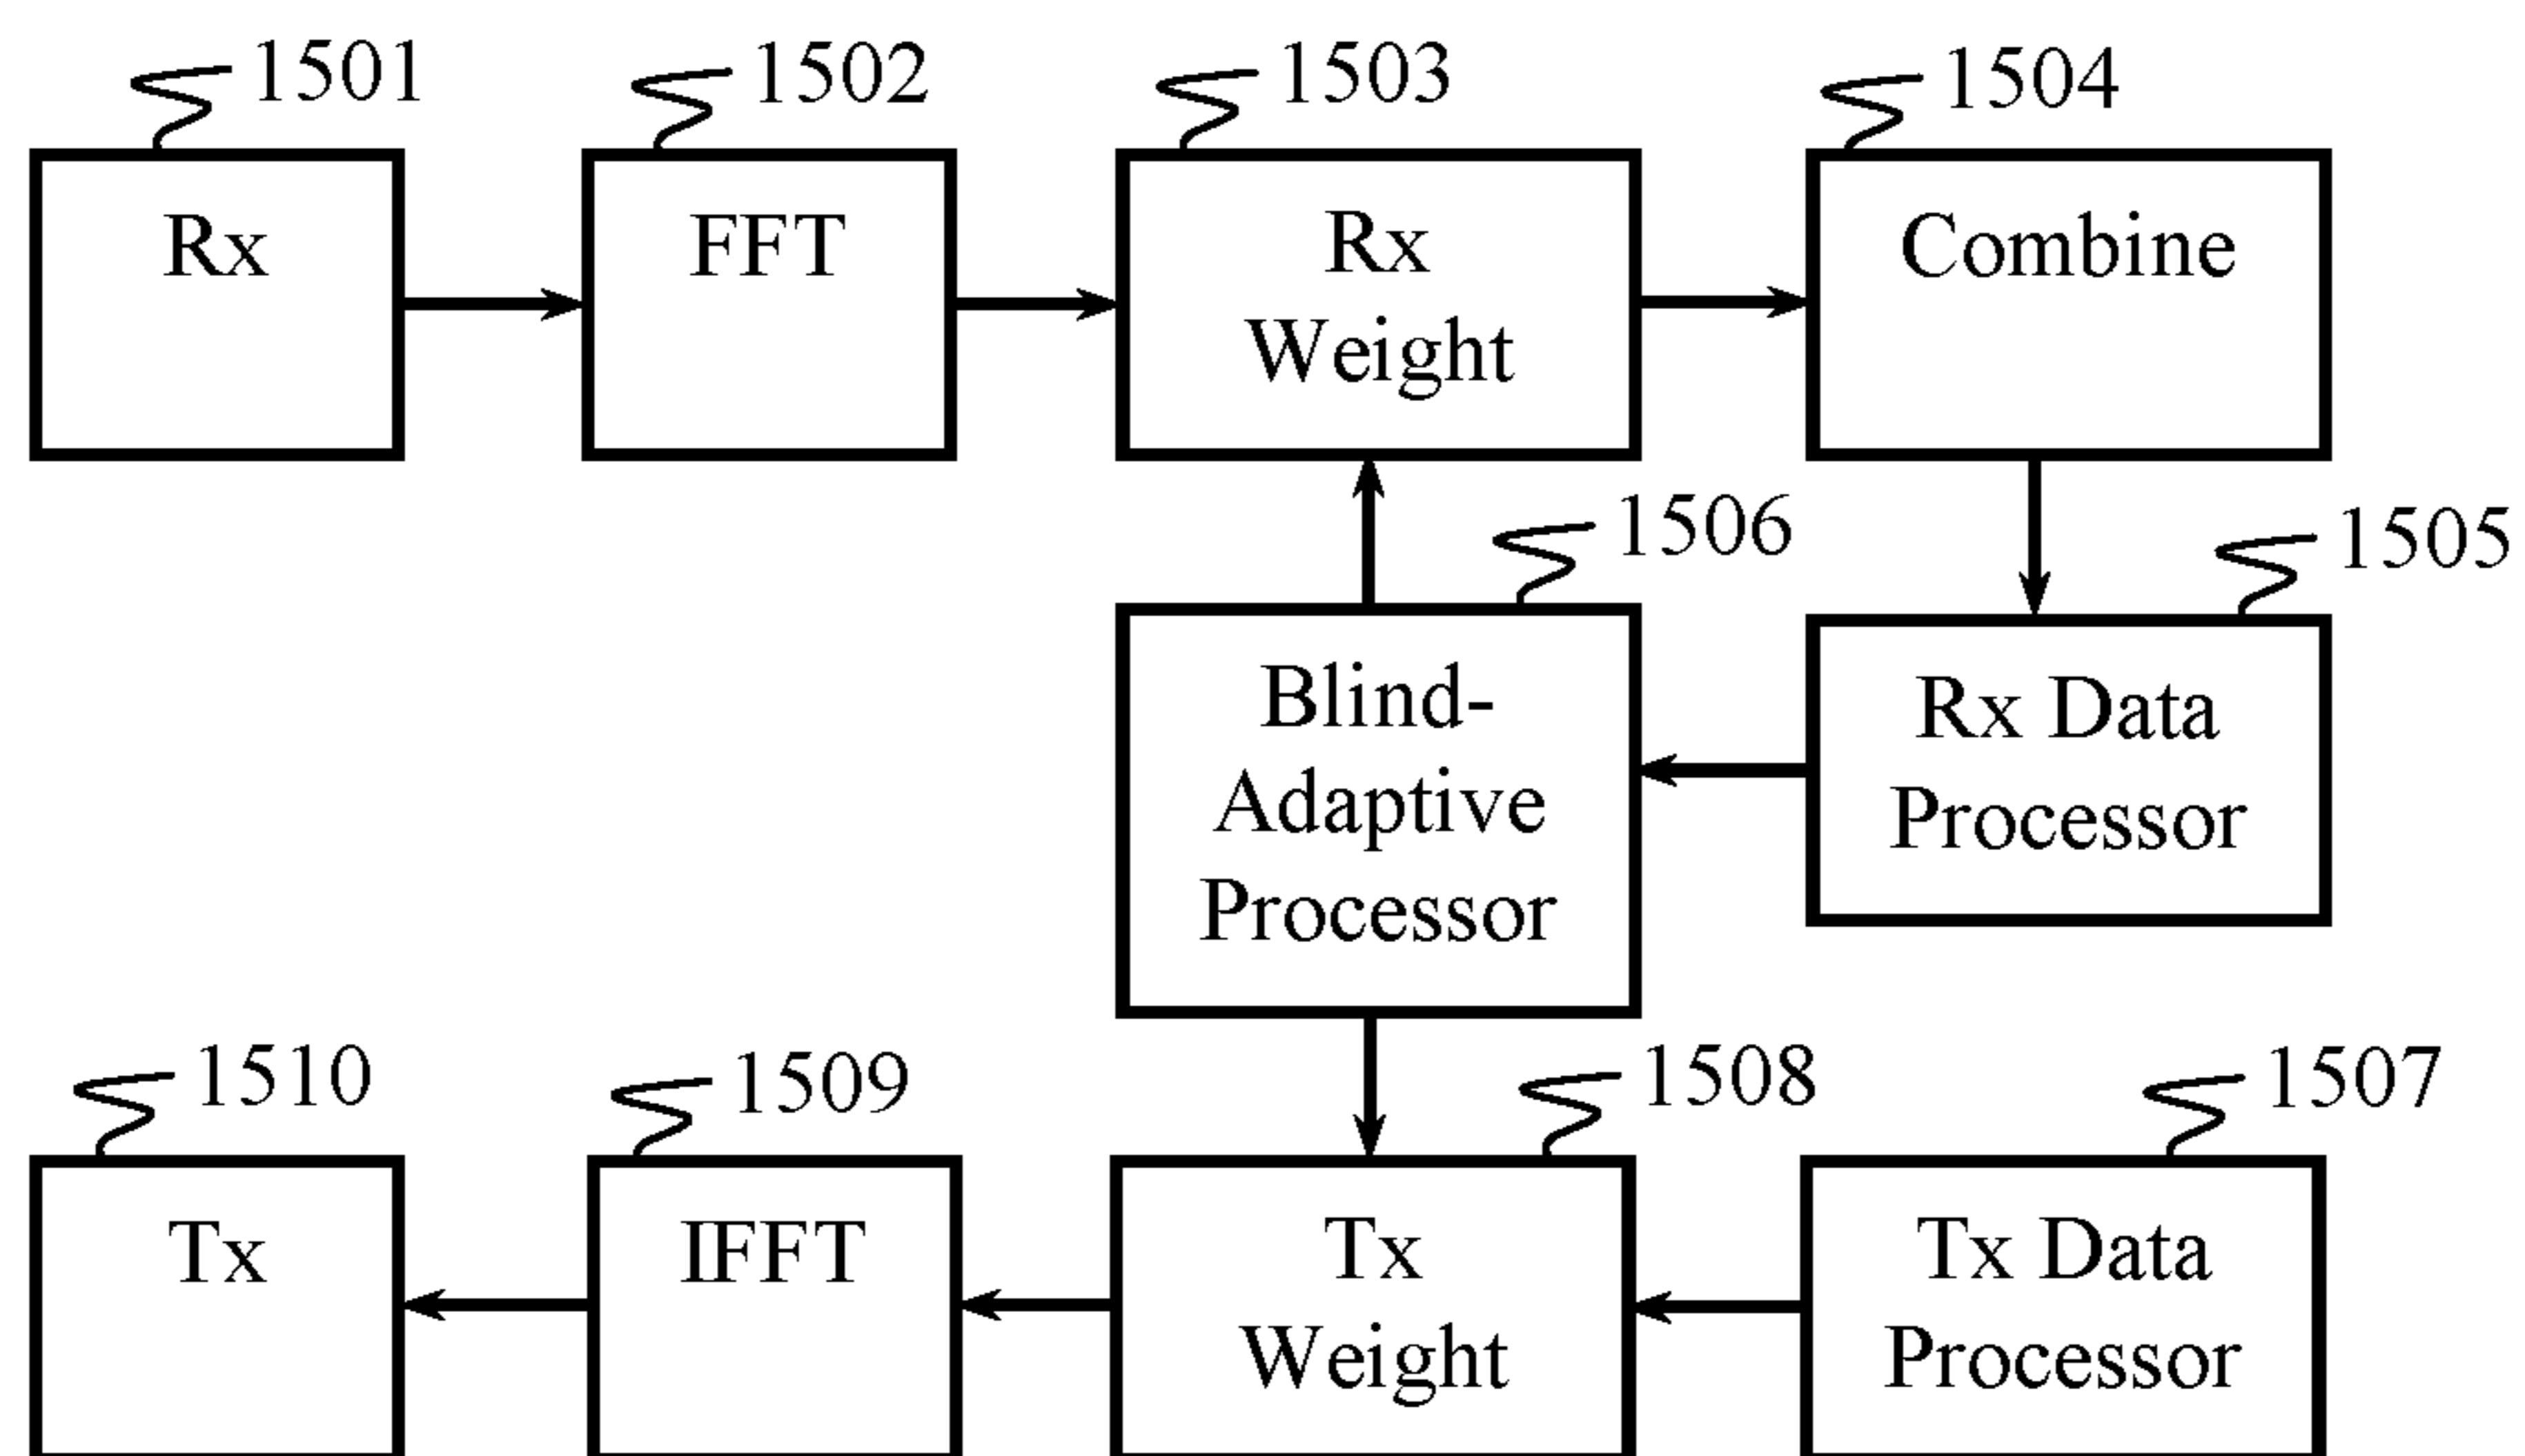 1501
1502
1503
1504
Rx
FFT
Rx
Weight
Combine
1506
1505
Blind-
Adaptive
Processor
Rx Data
Processor
1510
1509
1508
1507
Tx
IFFT
Tx
Weight
Tx Data
Processor